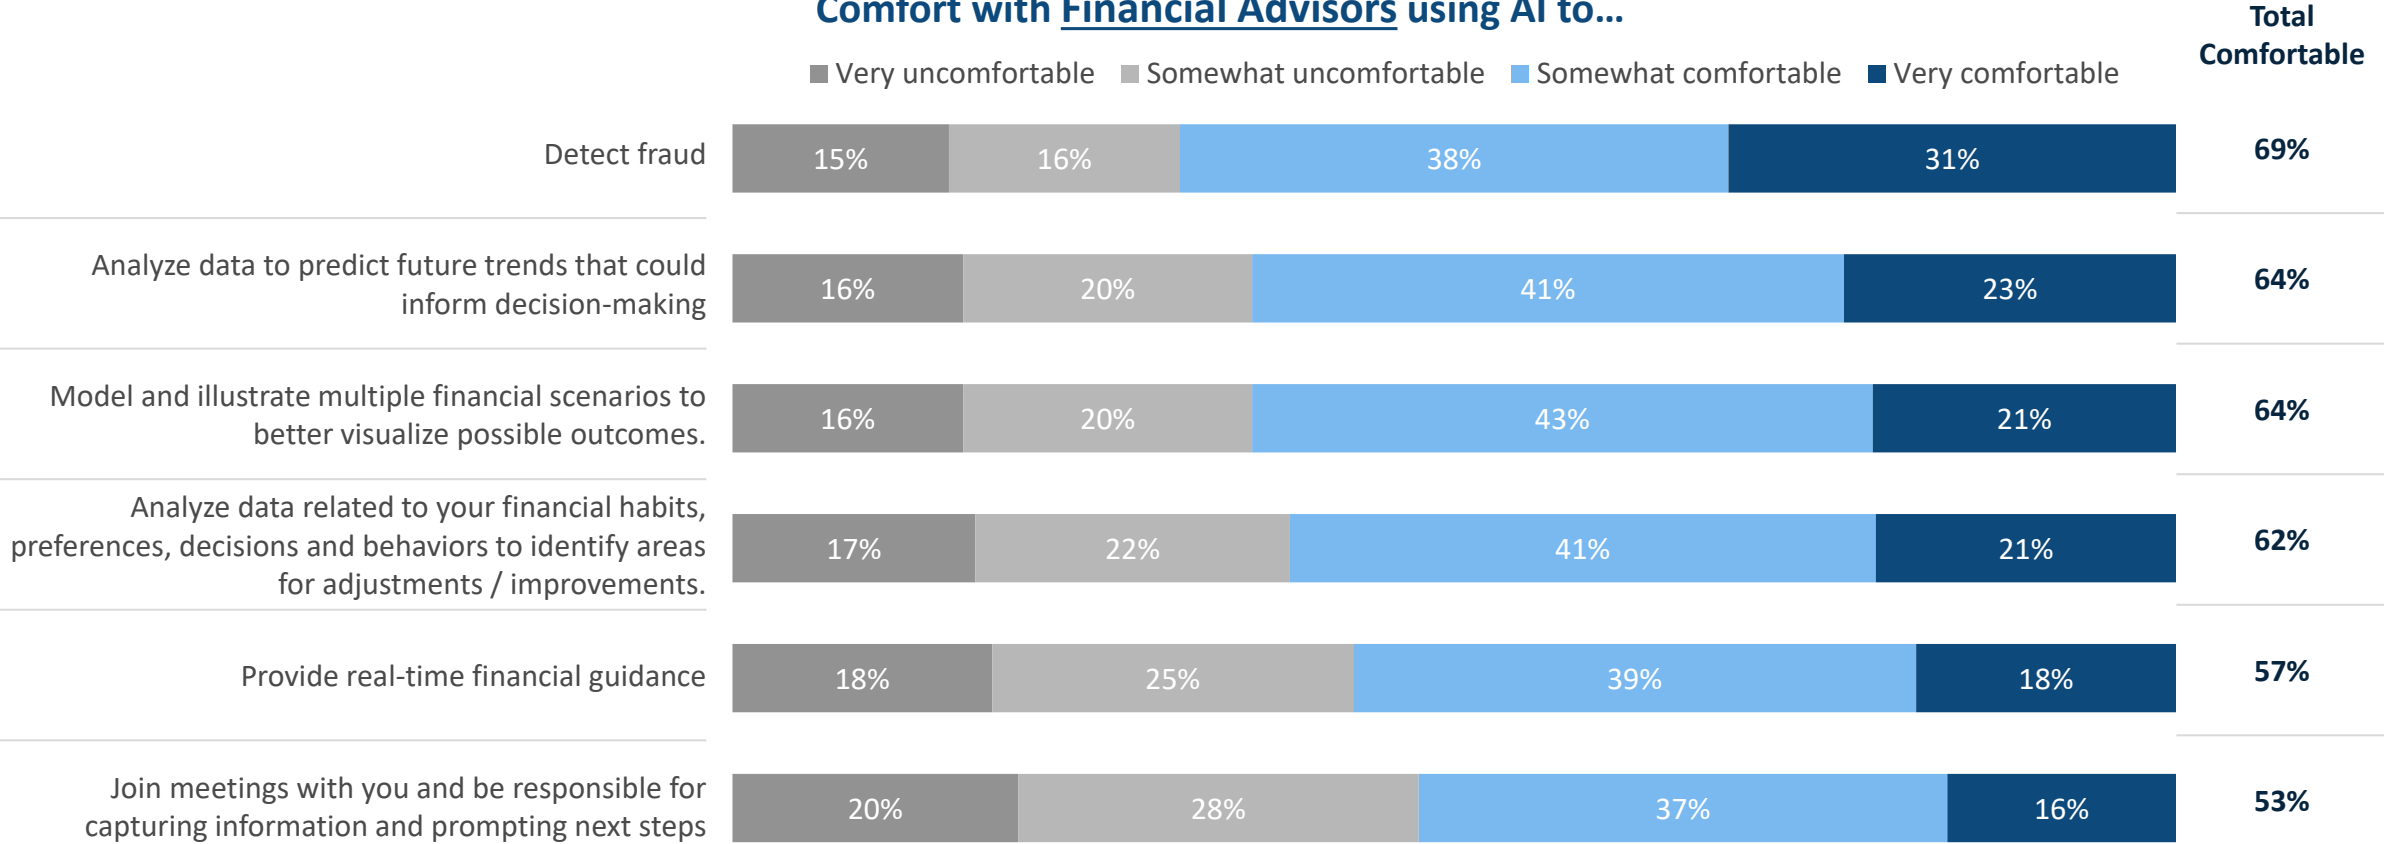 Comfort with Financial Advisors using AI to...
Total
Comfortable
Very uncomfortable Somewhat uncomfortable Somewhat comfortable Very comfortable
Detect fraud
15% 16% 38% 31% 69%
Analyze data to predict future trends that could
inform decision-making
16% 20% 41% 23% 64%
Model and illustrate multiple financial scenarios to
better visualize possible outcomes.
16% 20% 43% 21% 64%
Analyze data related to your financial habits,
preferences, decisions and behaviors to identify areas
for adjustments / improvements.
17% 22% 41% 21% 62%
Provide real-time financial guidance
18% 25% 39% 18% 57%
Join meetings with you and be responsible for
capturing information and prompting next steps
20% 28% 37% 16% 53%